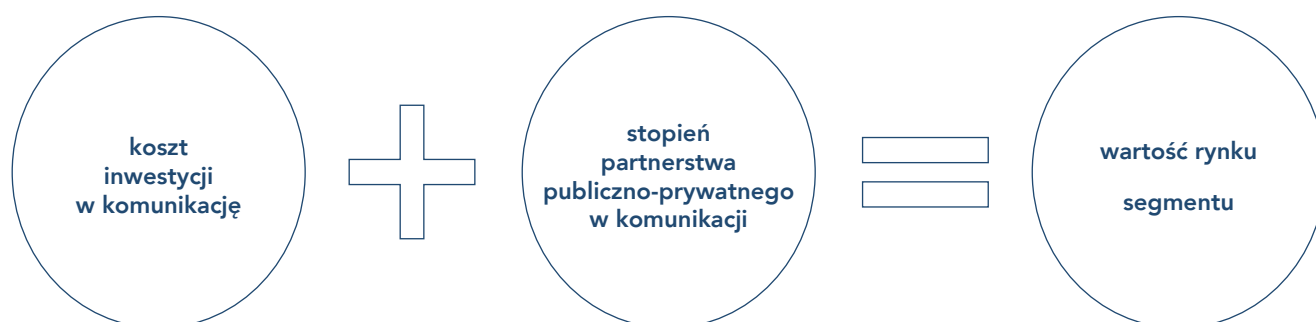 koszt
inwestycji
w komunikację
stopień
partnerstwa
publiczno-prywatnego
w komunikacji
wartość rynku
segmentu